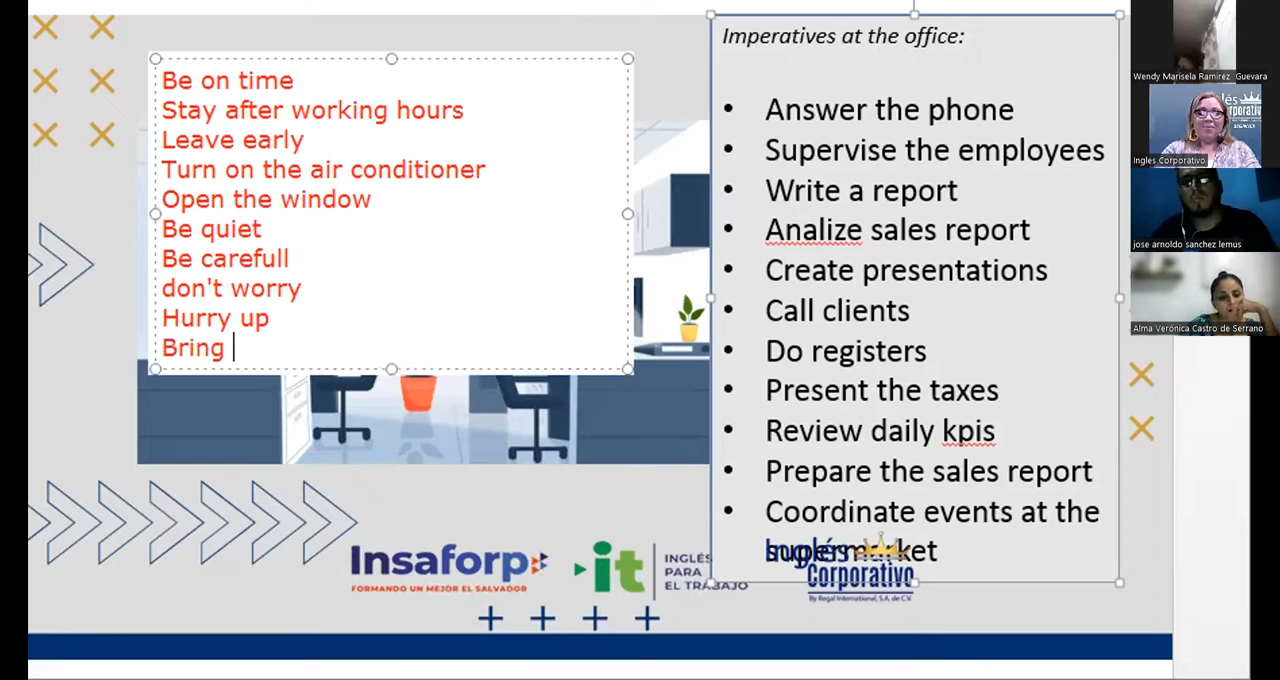 Be on time
Stay after working hours
Leave early
Turn on the air conditioner
Open the window
Be quiet
Be carefull
don't worry
Hurry up
Bring
Imperatives at the office:
• Answer the phone
• Supervise the employees
• Write a report
• Analize sales report
• Create presentations
• Call clients
• Do registers
• Present the taxes
• Review daily kpis
• Prepare the sales report
• Coordinate events at the
supermarket
Insaforp
FORMANDO UN MEJOR EL SALVADOR
it
INGLÉS
PARA
EL TRABAJO
Inglés
Corporativo
By Regal International, S.A. de C.V.
Wendy Marisela Ramírez Guevara
Ingles Corporativo
jose arnoldo sanchez lemus
Alma Verónica Castro de Serrano